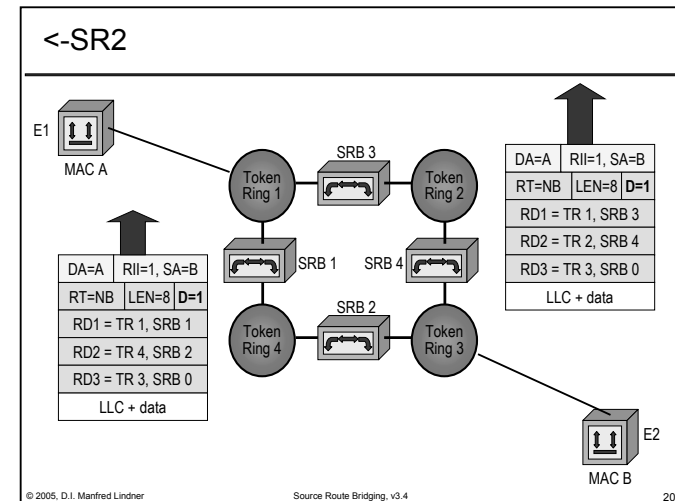 <-SR2
E1
MAC A
Token
Ring 1
SRB 3
Token
Ring 2
DA=A RII=1, SA=B
RT=NB LEN=8 D=1
RD1 = TR 1, SRB 3
RD2 = TR 2, SRB 4
RD3 = TR 3, SRB 0
LLC + data
SRB 1
SRB 4
DA=A RII=1, SA=B
RT=NB LEN=8 D=1
RD1 = TR 1, SRB 1
RD2 = TR 4, SRB 2
RD3 = TR 3, SRB 0
LLC + data
Token
Ring 4
SRB 2
Token
Ring 3
E2
MAC B
© 2005, D.I. Manfred Lindner
Source Route Bridging, v3.4
20